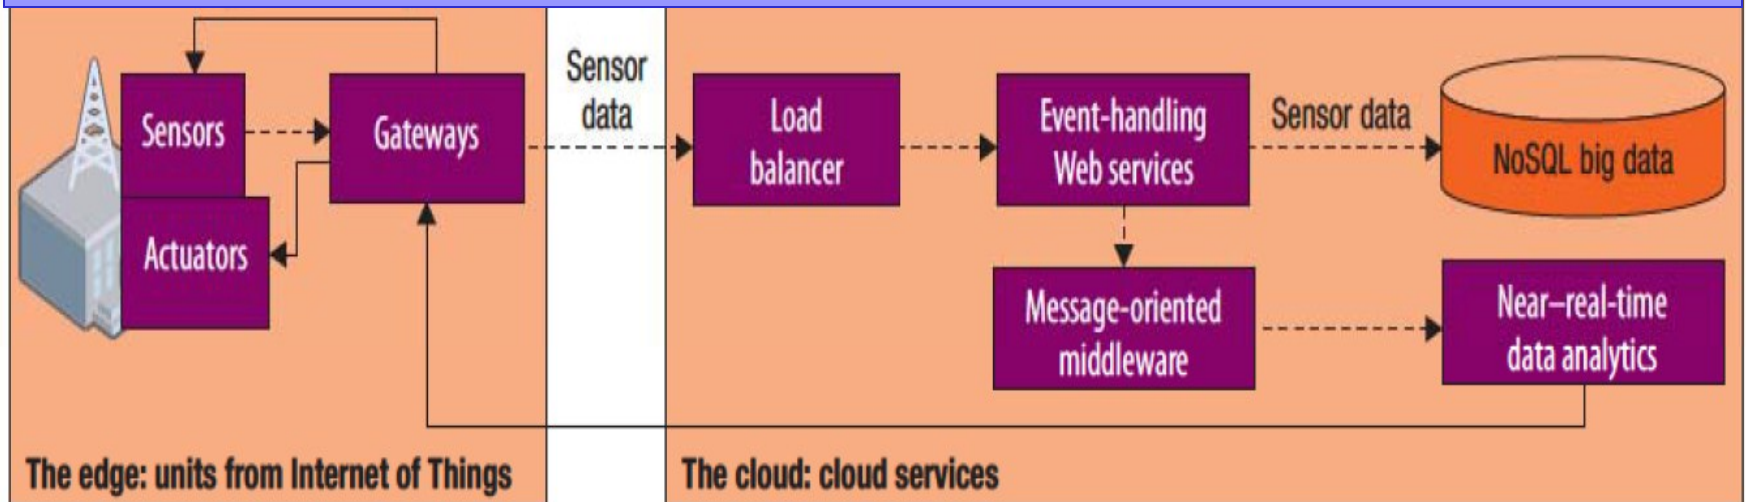 Sensors
Gateways
Actuators
Sensor
data
Load
balancer
Event-handling
Web services
Sensor data
NoSQL big data
Message-oriented
middleware
Near–real-time
data analytics
The edge: units from Internet of Things
The cloud: cloud services